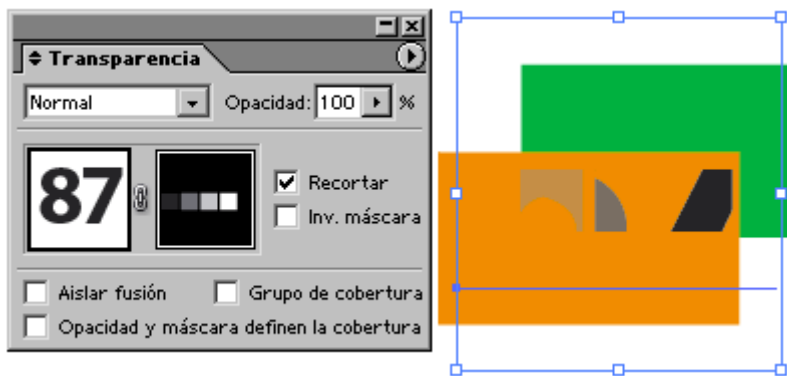 Transparencia
Normal Opacidad: 100 %
87
Recortar
Inv. máscara
Aislar fusión Grupo de cobertura
Opacidad y máscara definen la cobertura